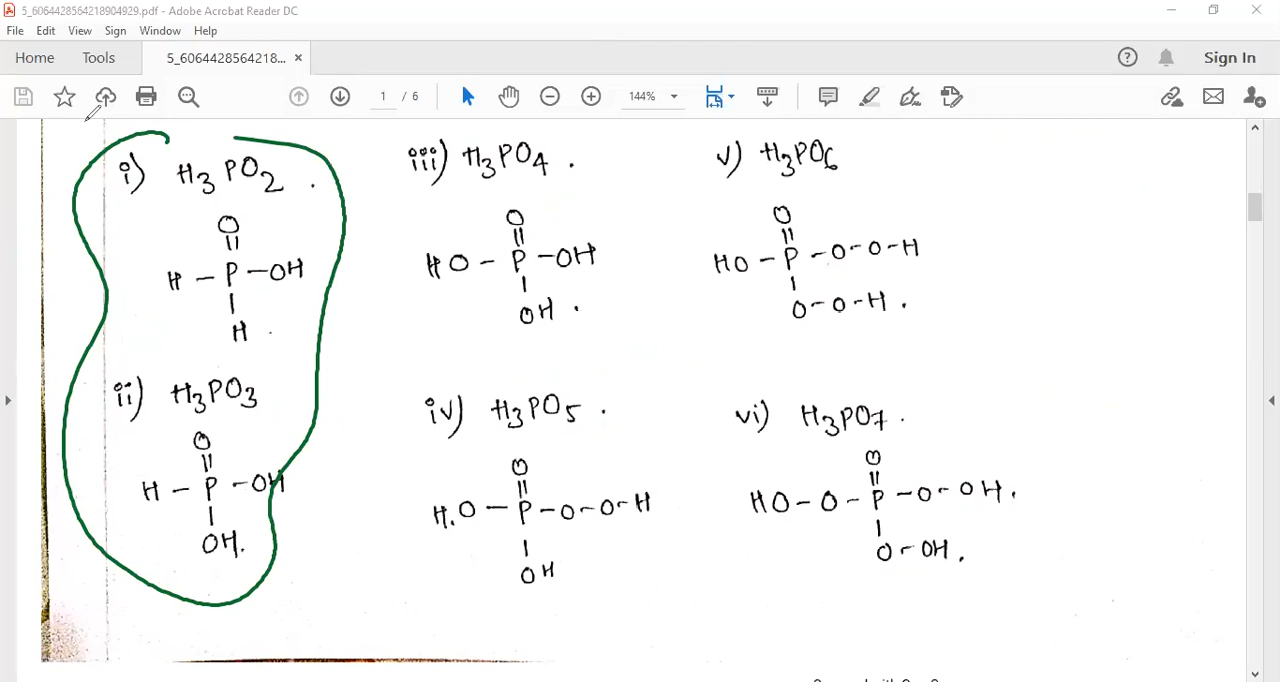 5_6064428564218904929.pdf - Adobe Acrobat Reader DC
File Edit View Sign Window Help
Home Tools 5_6064428564218... × Sign In
1 / 6 144%
i) H3PO2 .
O
H - P - OH
H
ii) H3PO3
O
H - P - OH
OH.
iii) H3PO4 .
O
HO - P - OH
OH .
iv) H3PO5 .
O
H.O - P - O - O - H
OH
v) H3PO6
O
HO - P - O - O - H
O - O - H .
vi) H3PO7 .
O
HO - O - P - O - OH .
O - OH .